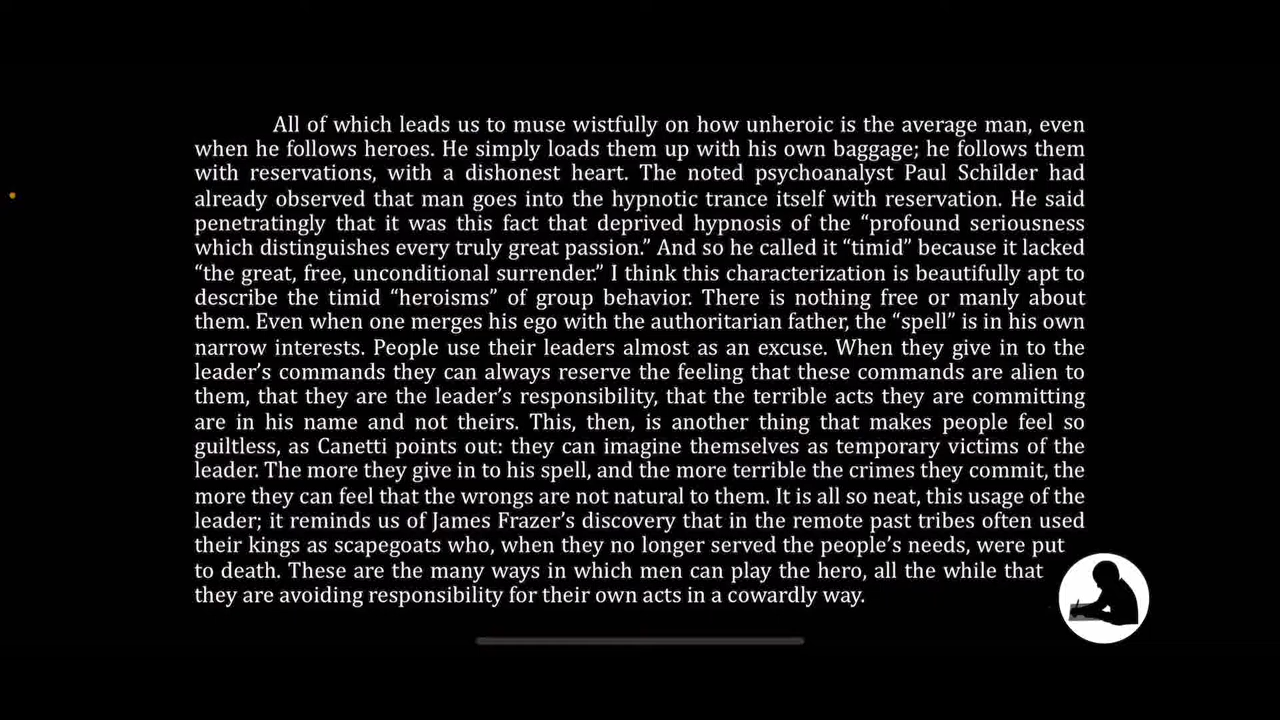 All of which leads us to muse wistfully on how unheroic is the average man, even
when he follows heroes. He simply loads them up with his own baggage; he follows them
with reservations, with a dishonest heart. The noted psychoanalyst Paul Schilder had
already observed that man goes into the hypnotic trance itself with reservation. He said
penetratingly that it was this fact that deprived hypnosis of the “profound seriousness
which distinguishes every truly great passion.” And so he called it “timid” because it lacked
“the great, free, unconditional surrender.” I think this characterization is beautifully apt to
describe the timid “heroisms” of group behavior. There is nothing free or manly about
them. Even when one merges his ego with the authoritarian father, the “spell” is in his own
narrow interests. People use their leaders almost as an excuse. When they give in to the
leader’s commands they can always reserve the feeling that these commands are alien to
them, that they are the leader’s responsibility, that the terrible acts they are committing
are in his name and not theirs. This, then, is another thing that makes people feel so
guiltless, as Canetti points out: they can imagine themselves as temporary victims of the
leader. The more they give in to his spell, and the more terrible the crimes they commit, the
more they can feel that the wrongs are not natural to them. It is all so neat, this usage of the
leader; it reminds us of James Frazer’s discovery that in the remote past tribes often used
their kings as scapegoats who, when they no longer served the people’s needs, were put
to death. These are the many ways in which men can play the hero, all the while that
they are avoiding responsibility for their own acts in a cowardly way.